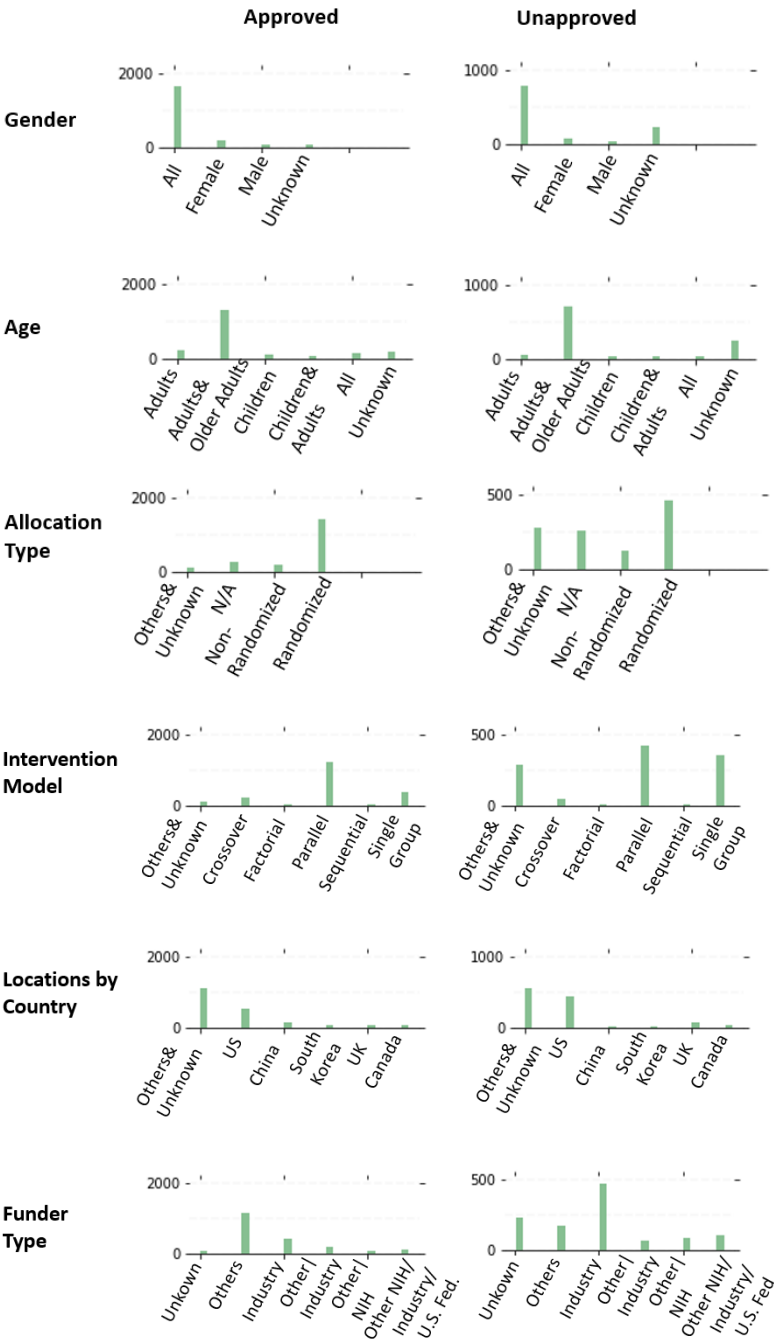 Approved
Unapproved
Gender
2000
0
All
Female
Male
Unknown
1000
0
All
Female
Male
Unknown
Age
2000
0
Adults
Adults&
Older Adults
Children
Children&
Adults
All
Unknown
1000
0
Adults
Adults&
Older Adults
Children
Children&
Adults
All
Unknown
Allocation
Type
2000
0
Others&
Unknown
N/A
Non-
Randomized
Randomized
500
0
Others&
Unknown
N/A
Non-
Randomized
Randomized
Intervention
Model
2000
0
Others&
Unknown
Crossover
Factorial
Parallel
Sequential
Single
Group
500
0
Others&
Unknown
Crossover
Factorial
Parallel
Sequential
Single
Group
Locations by
Country
2000
0
Others&
Unknown
US
China
South
Korea
UK
Canada
1000
0
Others&
Unknown
US
China
South
Korea
UK
Canada
Funder
Type
2000
0
Unkown
Others
Industry
Other|
Industry
Other|
NIH
Other NIH/
Industry/
U.S. Fed.
500
0
Unkown
Others
Industry
Other|
Industry
Other|
NIH
Other NIH/
Industry/
U.S. Fed